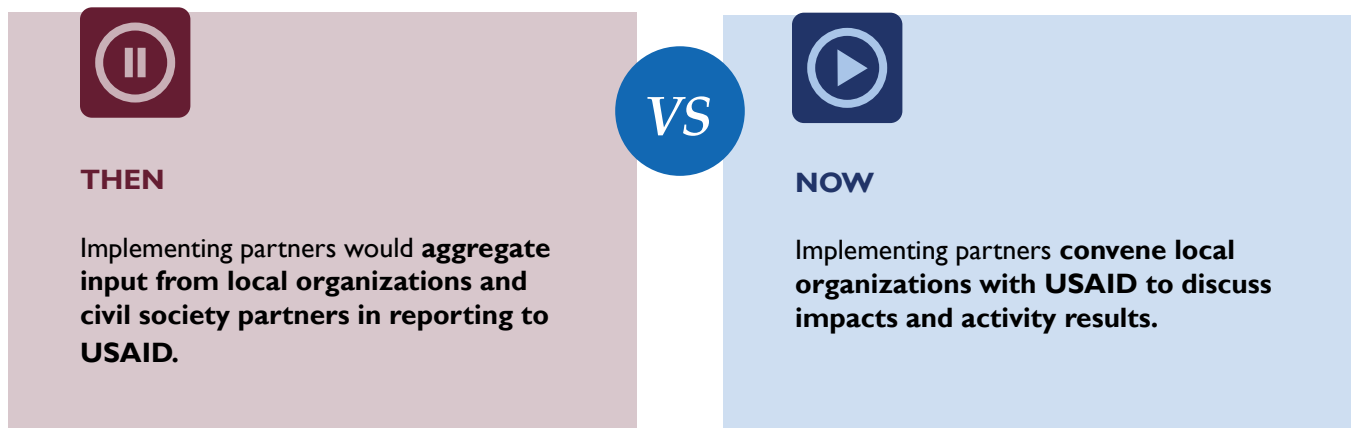 THEN
Implementing partners would aggregate
input from local organizations and
civil society partners in reporting to
USAID.
VS
NOW
Implementing partners convene local
organizations with USAID to discuss
impacts and activity results.